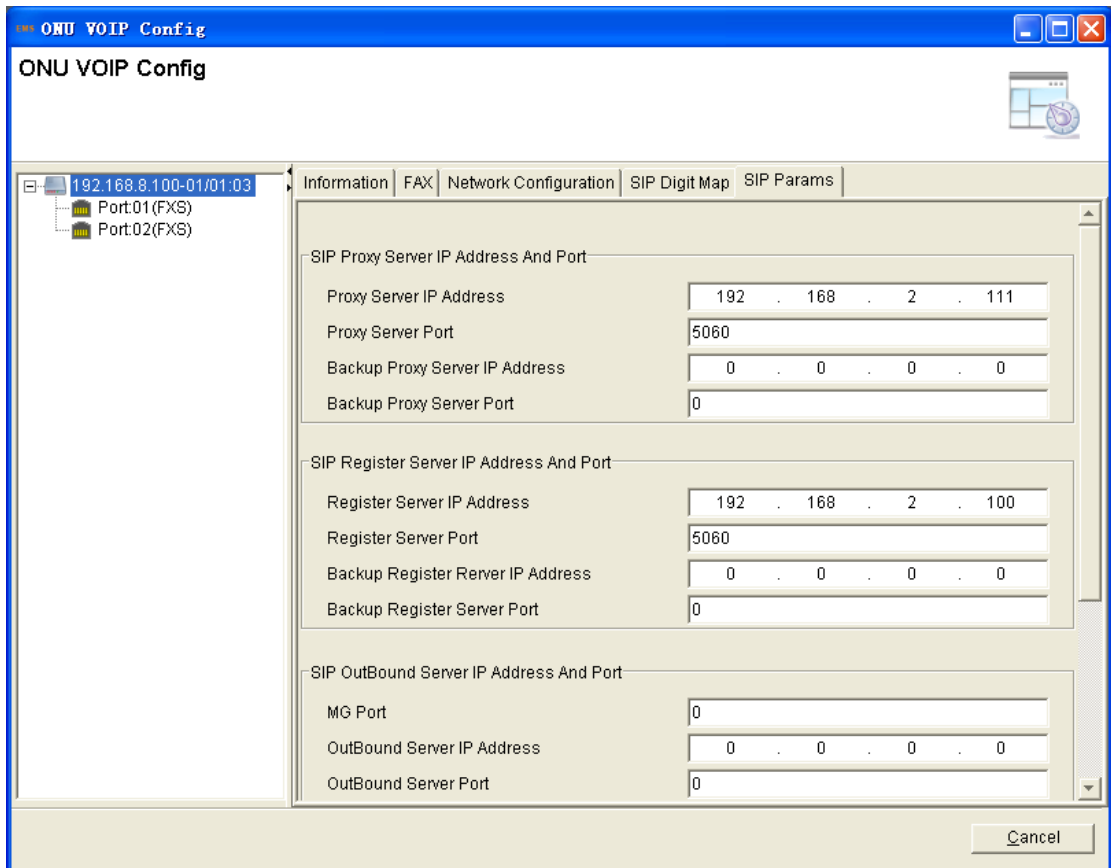 EMS ONU VOIP Config
ONU VOIP Config
192.168.8.100-01/01:03
Port:01(FXS)
Port:02(FXS)
Information FAX Network Configuration SIP Digit Map SIP Params
SIP Proxy Server IP Address And Port
Proxy Server IP Address 192 . 168 . 2 . 111
Proxy Server Port 5060
Backup Proxy Server IP Address 0 . 0 . 0 . 0
Backup Proxy Server Port 0
SIP Register Server IP Address And Port
Register Server IP Address 192 . 168 . 2 . 100
Register Server Port 5060
Backup Register Rerver IP Address 0 . 0 . 0 . 0
Backup Register Server Port 0
SIP OutBound Server IP Address And Port
MG Port 0
OutBound Server IP Address 0 . 0 . 0 . 0
OutBound Server Port 0
Cancel